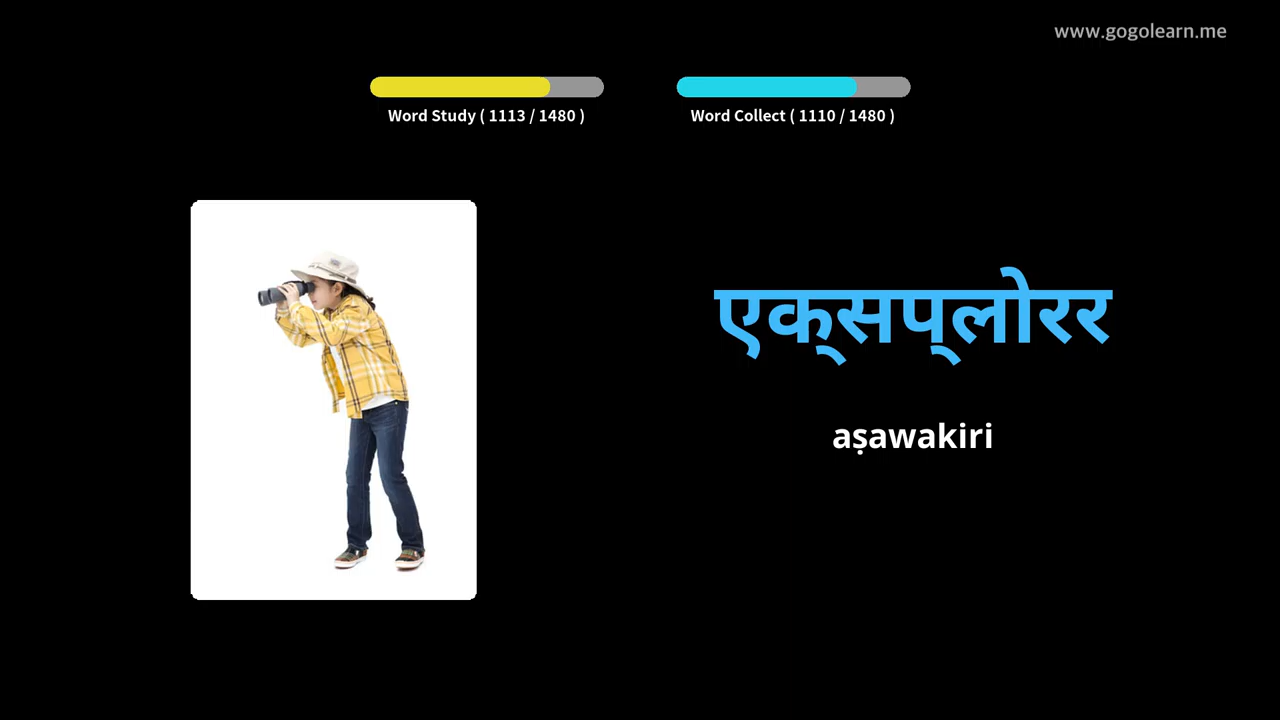 www.gogolearn.me
Word Study ( 1113 / 1480 )
Word Collect ( 1110 / 1480 )
एक्सप्लोरर
aṣawakiri